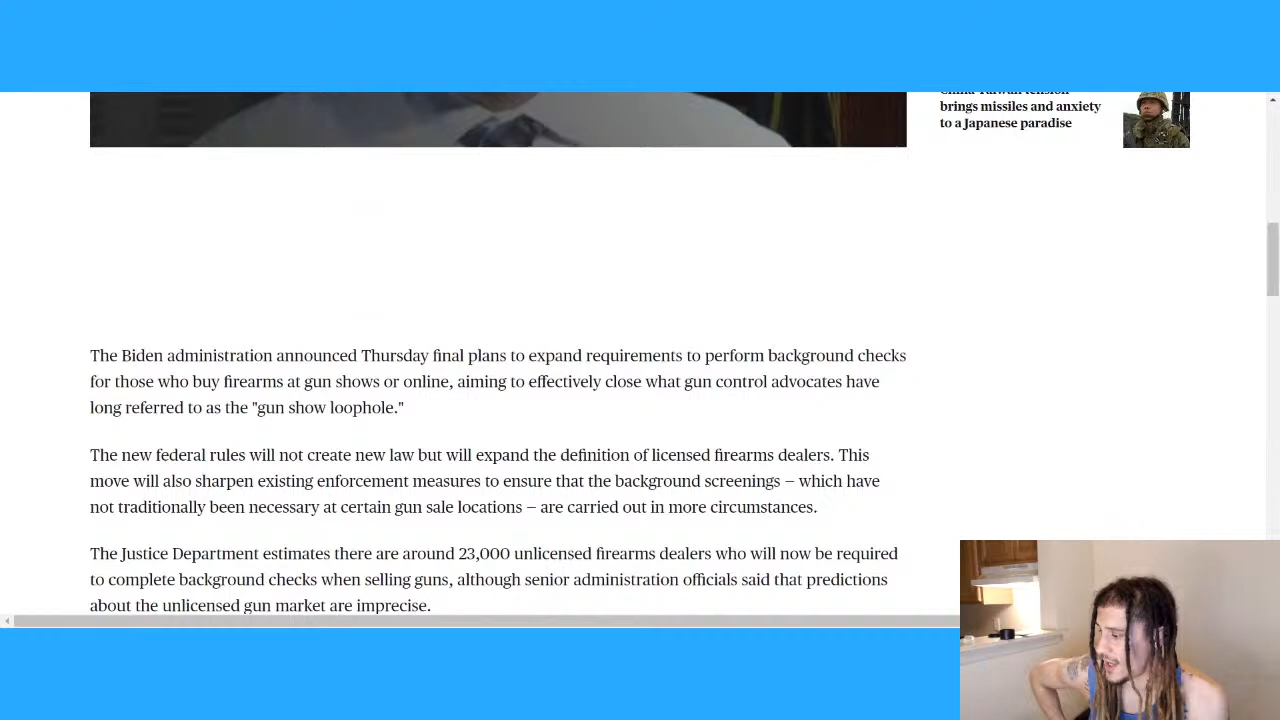 China-Taiwan tension
brings missiles and anxiety
to a Japanese paradise
The Biden administration announced Thursday final plans to expand requirements to perform background checks
for those who buy firearms at gun shows or online, aiming to effectively close what gun control advocates have
long referred to as the "gun show loophole."
The new federal rules will not create new law but will expand the definition of licensed firearms dealers. This
move will also sharpen existing enforcement measures to ensure that the background screenings — which have
not traditionally been necessary at certain gun sale locations — are carried out in more circumstances.
The Justice Department estimates there are around 23,000 unlicensed firearms dealers who will now be required
to complete background checks when selling guns, although senior administration officials said that predictions
about the unlicensed gun market are imprecise.